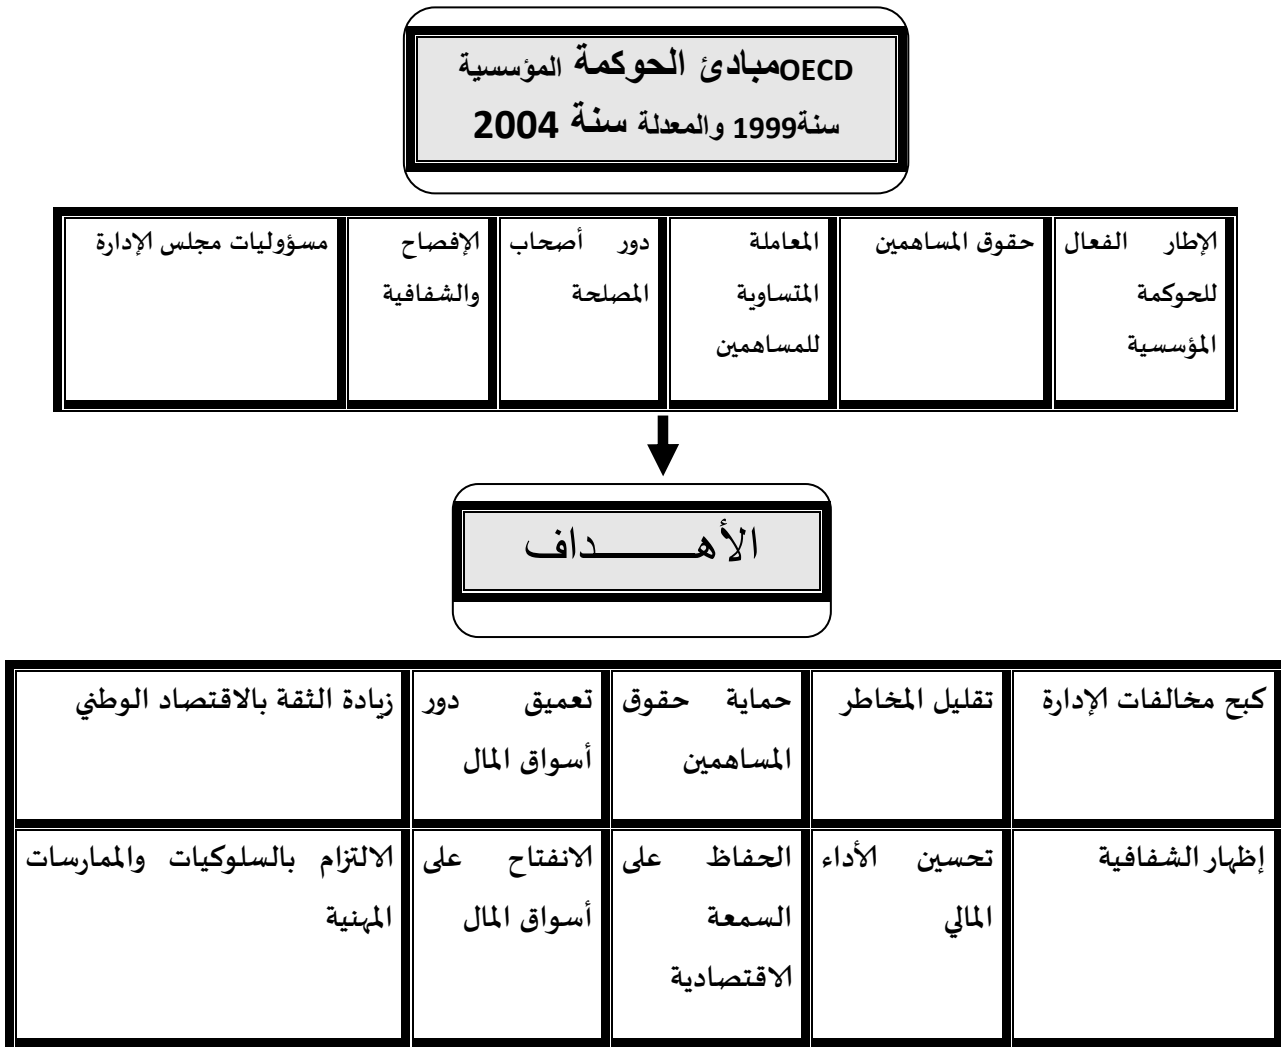 OECDمبادئ الحوكمة المؤسسية
سنة1999 والمعدلة سنة 2004
الإطار الفعال
للحوكمة
المؤسسية
حقوق المساهمين
المعاملة
المتساوية
للمساهمين
دور أصحاب
المصلحة
الإفصاح
والشفافية
مسؤوليات مجلس الإدارة
الأهــــــــداف
كبح مخالفات الإدارة
تقليل المخاطر
حماية حقوق
المساهمين
تعميق دور
أسواق المال
زيادة الثقة بالاقتصاد الوطني
إظهار الشفافية
تحسين الأداء
المالي
الحفاظ على
السمعة
الاقتصادية
الانفتاح على
أسواق المال
الالتزام بالسلوكيات والممارسات
المهنية